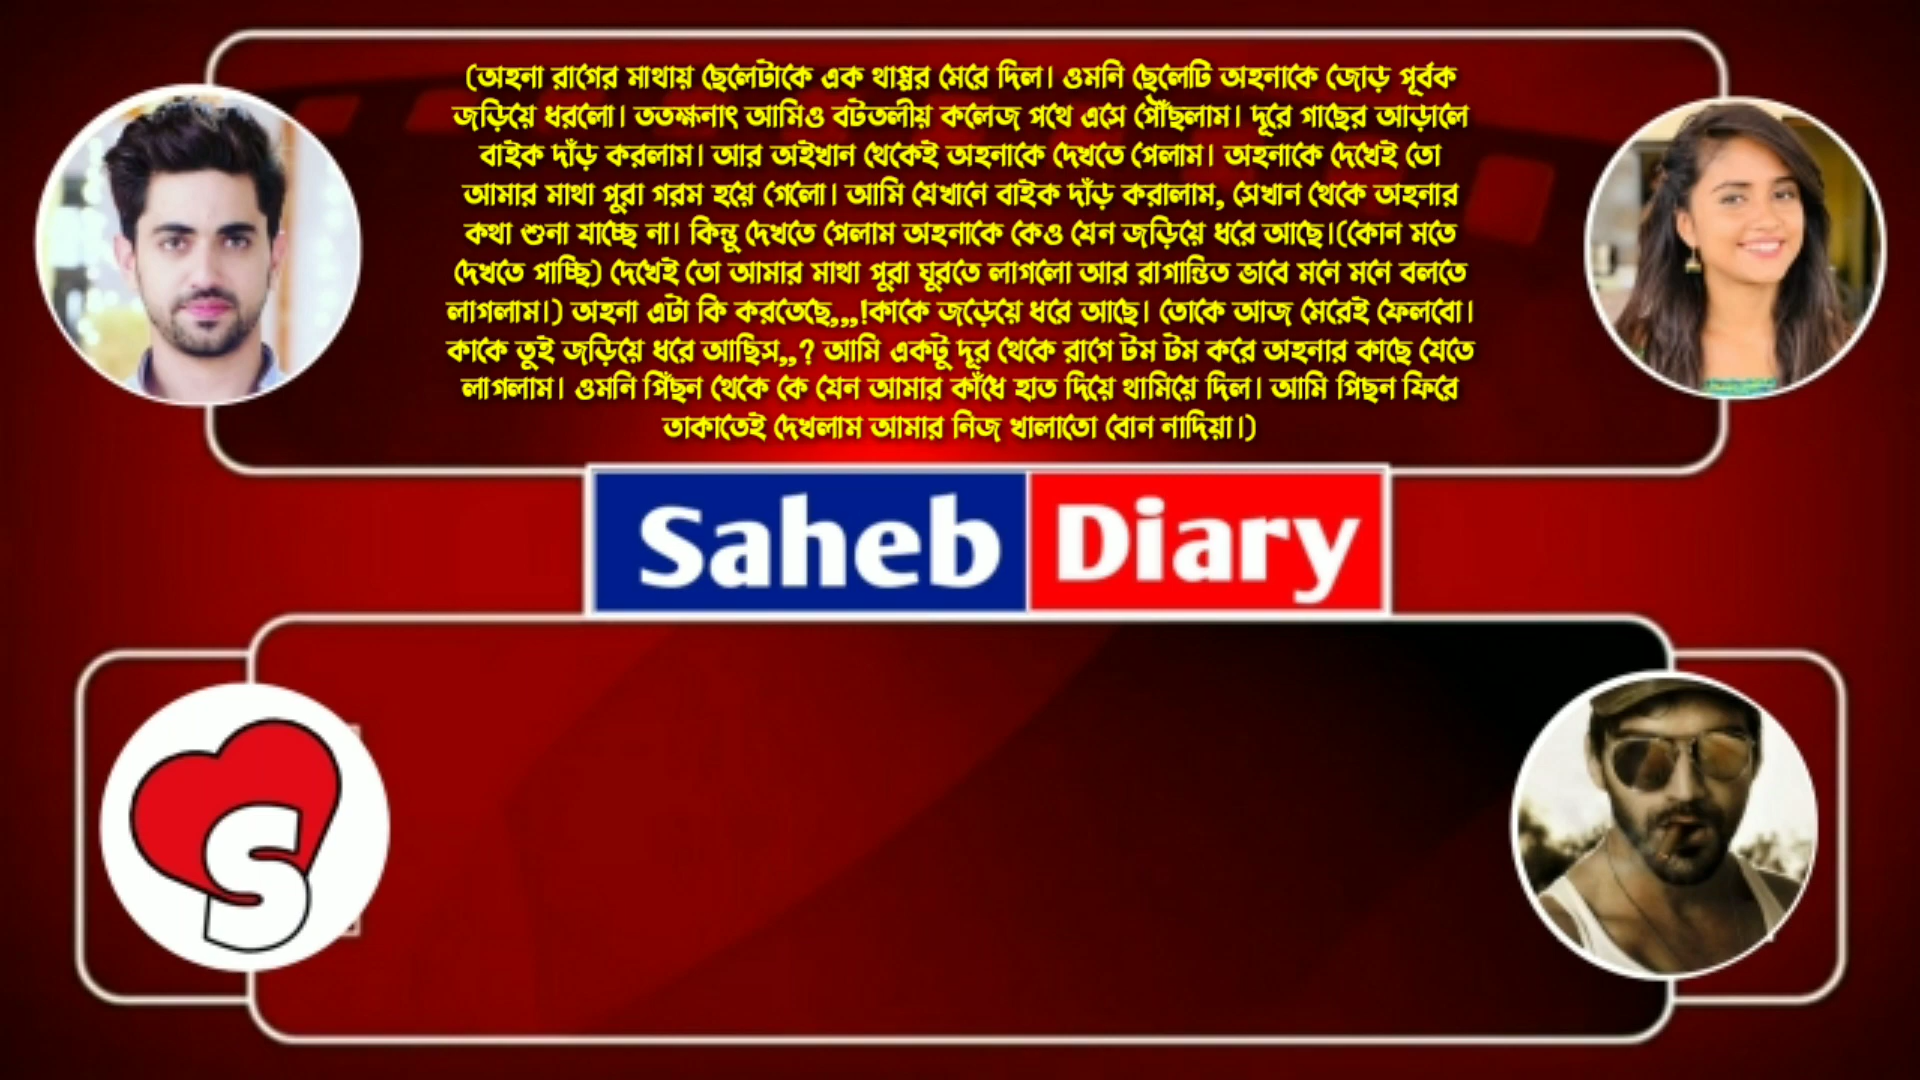 (অহনা রাগের মাথায় ছেলেটাকে এক থাপ্পর মেরে দিল। ওমনি ছেলেটি অহনাকে জোড় পূর্বক
জড়িয়ে ধরলো। ততক্ষনাৎ আমিও বটতলীয় কলেজ পথে এসে পৌঁছলাম। দূরে গাছের আড়ালে
বাইক দাঁড় করলাম। আর অইখান থেকেই অহনাকে দেখতে পেলাম। অহনাকে দেখেই তো
আমার মাথা পুরা গরম হয়ে গেলো। আমি যেখানে বাইক দাঁড় করালাম, সেখান থেকে অহনার
কথা শুনা যাচ্ছে না। কিন্তু দেখতে পেলাম অহনাকে কেও যেন জড়িয়ে ধরে আছে।((কোন মতে
দেখতে পাচ্ছি) দেখেই তো আমার মাথা পুরা ঘুরতে লাগলো আর রাগান্তিত ভাবে মনে মনে বলতে
লাগলাম।) অহনা এটা কি করতেছে,,,!কাকে জড়েয়ে ধরে আছে। তোকে আজ মেরেই ফেলবো।
কাকে তুই জড়িয়ে ধরে আছিস,,? আমি একটু দূর থেকে রাগে টম টম করে অহনার কাছে যেতে
লাগলাম। ওমনি পিঁছন থেকে কে যেন আমার কাঁধে হাত দিয়ে থামিয়ে দিল। আমি পিছন ফিরে
তাকাতেই দেখলাম আমার নিজ খালাতো বোন নাদিয়া।)
Saheb Diary
S